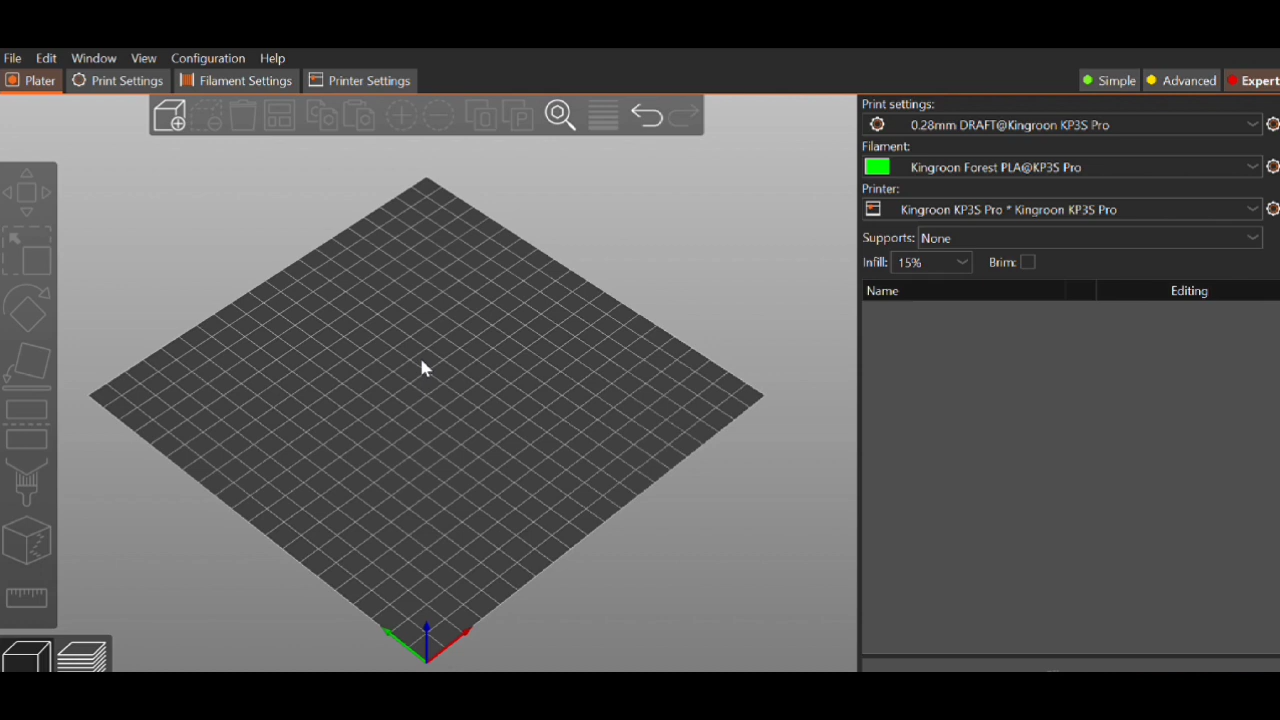 File Edit Window View Configuration Help
Plater Print Settings Filament Settings Printer Settings Simple Advanced Expert
Print settings:
0.28mm DRAFT@Kingroon KP3S Pro
Filament:
Kingroon Forest PLA@KP3S Pro
Printer:
Kingroon KP3S Pro * Kingroon KP3S Pro
Supports: None
Infill: 15% Brim:
Name Editing